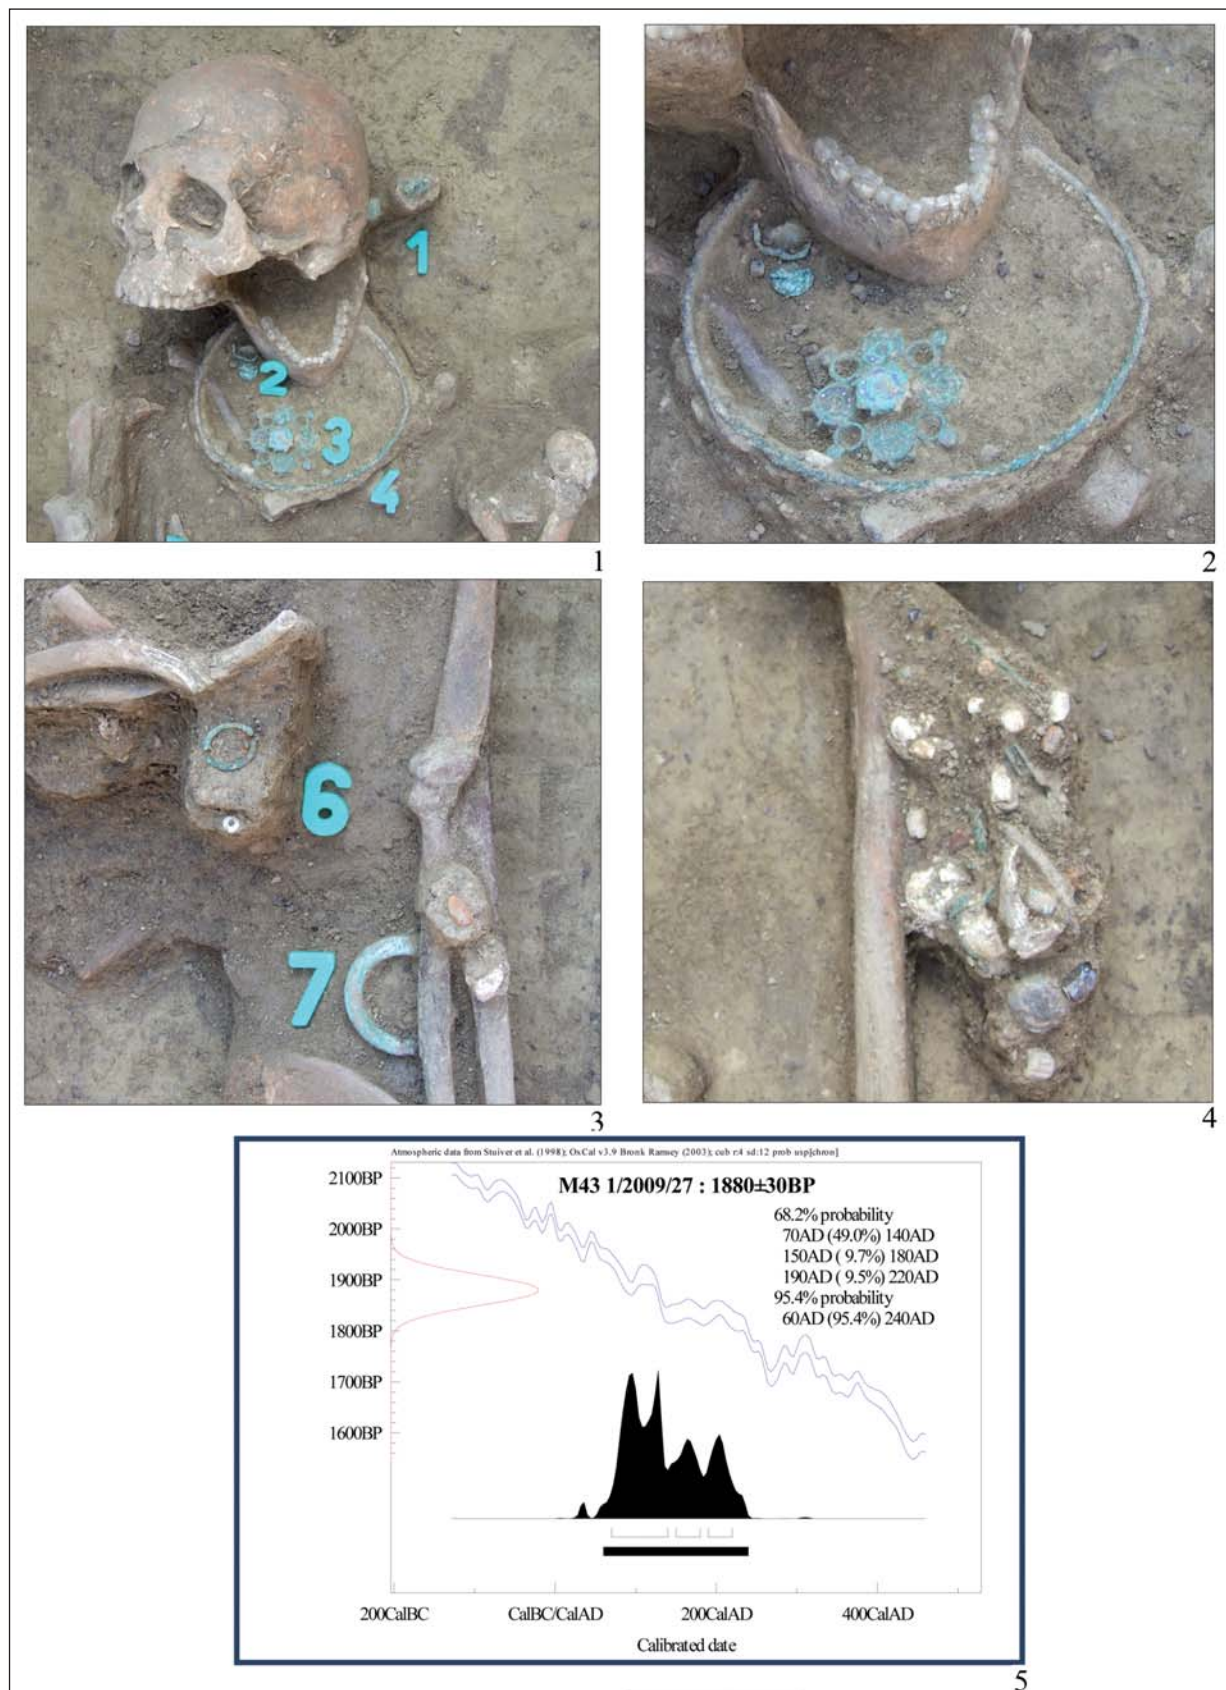 1
2
3
4
1
2
6
7
3
4
Atmospheric data from Stuiver et al. (1998); OxCal v3.9 Bronk Ramsey (2003); cub r:4 sd:12 prob usp[chron]
M43 1/2009/27 : 1880±30BP
68.2% probability
70AD (49.0%) 140AD
150AD ( 9.7%) 180AD
190AD ( 9.5%) 220AD
95.4% probability
60AD (95.4%) 240AD
2100BP
2000BP
1900BP
1800BP
1700BP
1600BP
200CalBC CalBC/CalAD 200CalAD 400CalAD
Calibrated date
5